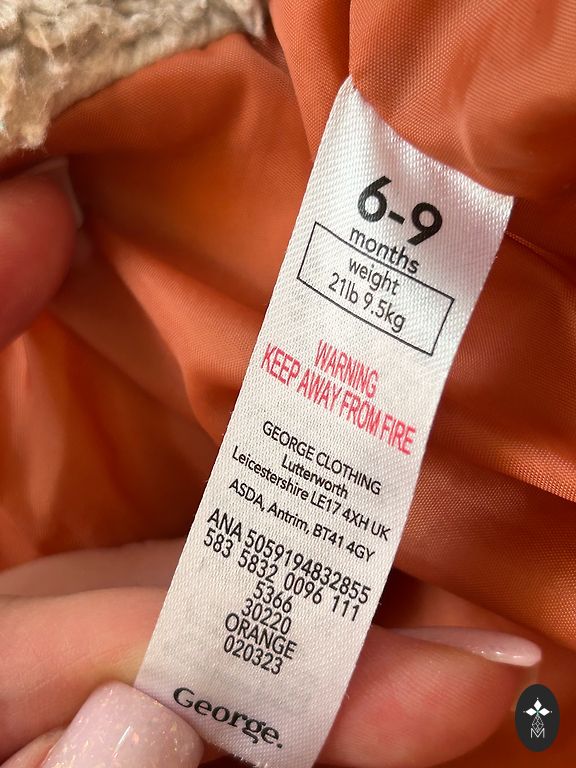 6-9
months
weight
21lb 9.5kg
WARNING
KEEP AWAY FROM FIRE
GEORGE CLOTHING
Lutterworth
Leicestershire LE17 4XH UK
ASDA, Antrim, BT41 4GY
ANA 5059194832855
583 5832 0096 111
5366
30220
ORANGE
020323
George.
M